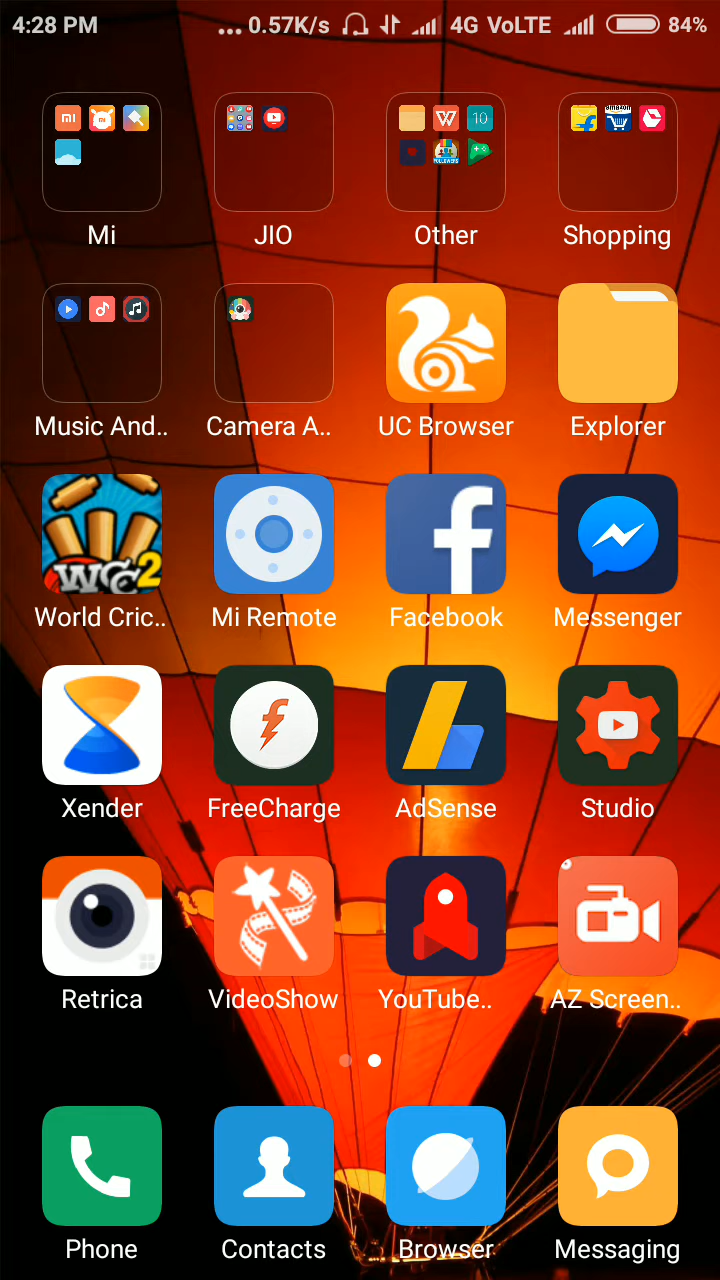 4:28 PM ... 0.57K/s 4G VoLTE 84%
Mi JIO Other Shopping
Music And.. Camera A.. UC Browser Explorer
World Cric.. Mi Remote Facebook Messenger
Xender FreeCharge AdSense Studio
Retrica VideoShow YouTube.. AZ Screen..
Phone Contacts Browser Messaging